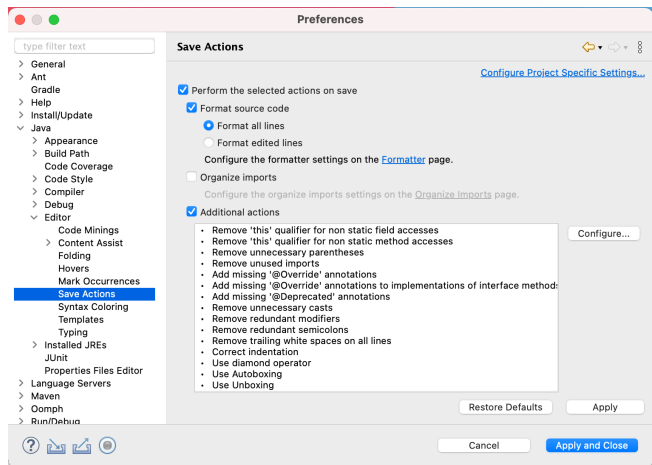 Preferences
type filter text
Save Actions
Configure Project Specific Settings...
General
Ant
Gradle
Help
Install/Update
Java
Appearance
Build Path
Code Coverage
Code Style
Compiler
Debug
Editor
Code Minings
Content Assist
Folding
Hovers
Mark Occurrences
Save Actions
Syntax Coloring
Templates
Typing
Installed JREs
JUnit
Properties Files Editor
Language Servers
Maven
Oomph
Run/Debug
Perform the selected actions on save
Format source code
Format all lines
Format edited lines
Configure the formatter settings on the Formatter page.
Organize imports
Configure the organize imports settings on the Organize Imports page.
Additional actions
• Remove 'this' qualifier for non static field accesses
• Remove 'this' qualifier for non static method accesses
• Remove unnecessary parentheses
• Remove unused imports
• Add missing '@Override' annotations
• Add missing '@Override' annotations to implementations of interface methods
• Add missing '@Deprecated' annotations
• Remove unnecessary casts
• Remove redundant modifiers
• Remove redundant semicolons
• Remove trailing white spaces on all lines
• Correct indentation
• Use diamond operator
• Use Autoboxing
• Use Unboxing
Configure...
Restore Defaults
Apply
Cancel
Apply and Close